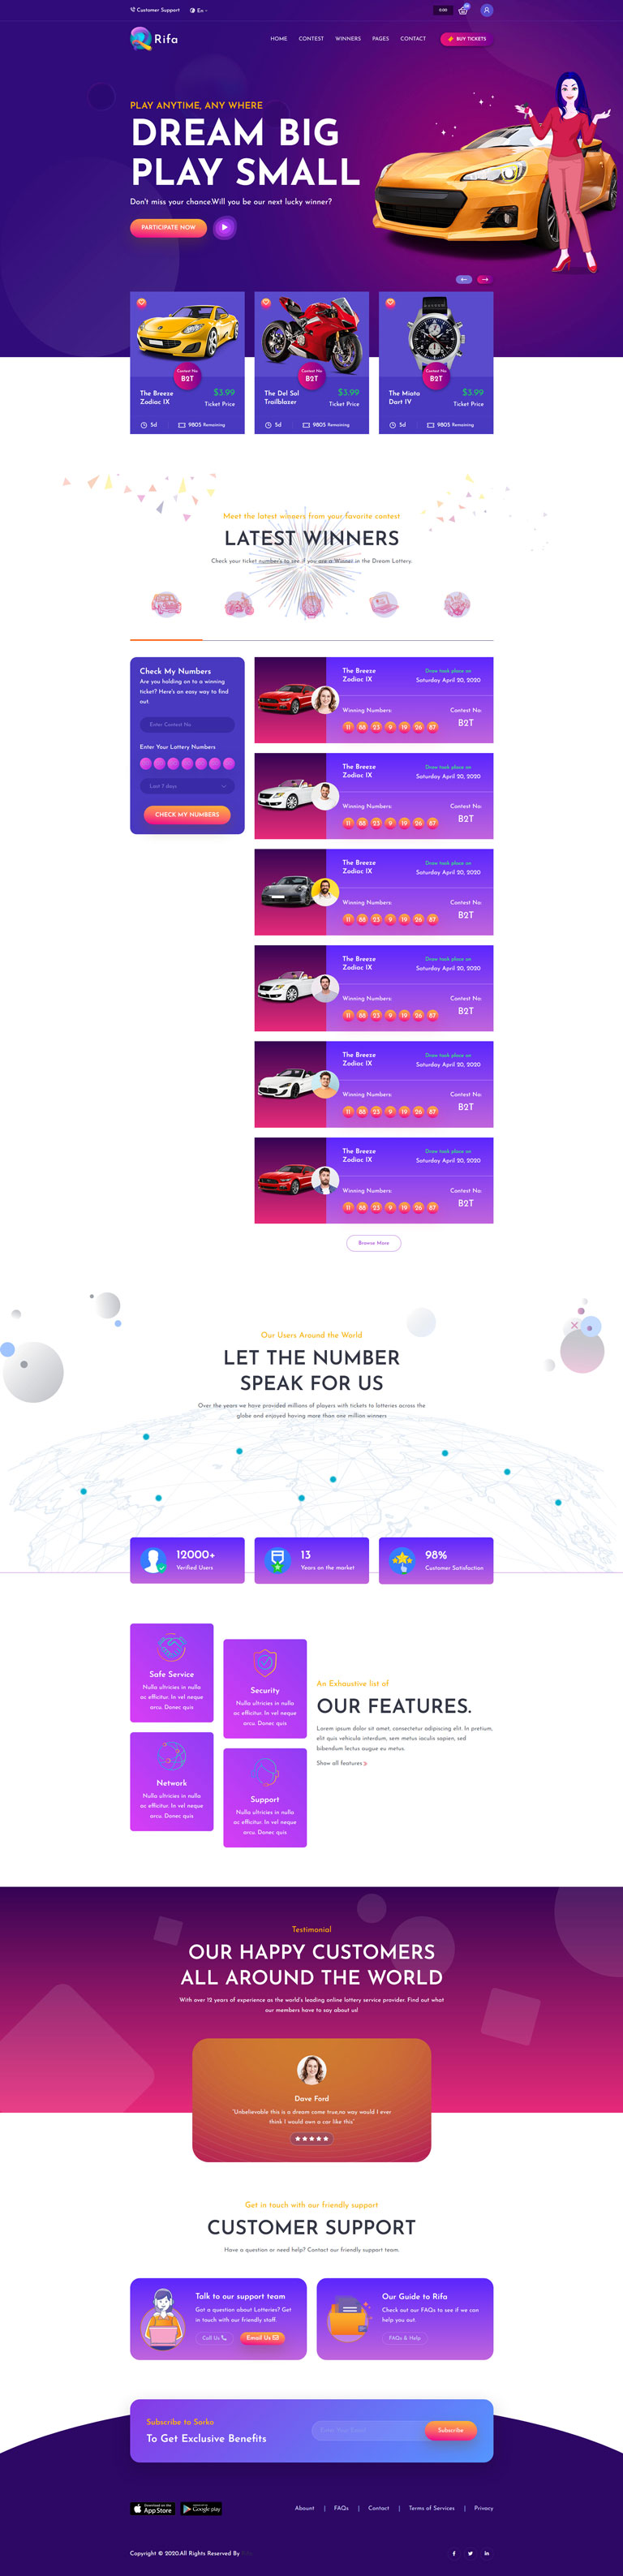 Customer Support
En
0:00
Rifa
HOME CONTEST WINNERS PAGES CONTACT
BUY TICKETS
PLAY ANYTIME, ANY WHERE
DREAM BIG
PLAY SMALL
Don't miss your chance.Will you be our next lucky winner?
PARTICIPATE NOW
Contest No:
B2T
The Breeze
Zodiac IX
$3.99
Ticket Price
5d
9805 Remaining
Contest No:
B2T
The Del Sol
Trailblazer
$3.99
Ticket Price
5d
9805 Remaining
Contest No:
B2T
The Miata
Dart IV
$3.99
Ticket Price
5d
9805 Remaining
Meet the latest winners from your favorite contest
LATEST WINNERS
Check your ticket number's to see if you are a Winner in the Dream Lottery.
Check My Numbers
Are you holding on to a winning
ticket? Here's an easy way to find
out.
Enter Contest No
Enter Your Lottery Numbers
Last 7 days
CHECK MY NUMBERS
The Breeze
Zodiac IX
Draw took place on
Saturday April 20, 2020
Winning Numbers:
11 88 23 9 19 26 87
Contest No:
B2T
The Breeze
Zodiac IX
Draw took place on
Saturday April 20, 2020
Winning Numbers:
11 88 23 9 19 26 87
Contest No:
B2T
The Breeze
Zodiac IX
Draw took place on
Saturday April 20, 2020
Winning Numbers:
11 88 23 9 19 26 87
Contest No:
B2T
The Breeze
Zodiac IX
Draw took place on
Saturday April 20, 2020
Winning Numbers:
11 88 23 9 19 26 87
Contest No:
B2T
The Breeze
Zodiac IX
Draw took place on
Saturday April 20, 2020
Winning Numbers:
11 88 23 9 19 26 87
Contest No:
B2T
The Breeze
Zodiac IX
Draw took place on
Saturday April 20, 2020
Winning Numbers:
11 88 23 9 19 26 87
Contest No:
B2T
Browse More
Our Users Around the World
LET THE NUMBER
SPEAK FOR US
Over the years we have provided millions of players with tickets to lotteries across the
globe and enjoyed having more than one million winners
12000+
Verified Users
13
Years on the market
98%
Customer Satisfaction
Safe Service
Nulla ultricies in nulla
ac efficitur. In vel neque
arcu. Donec quis
Security
Nulla ultricies in nulla
ac efficitur. In vel neque
arcu. Donec quis
Network
Nulla ultricies in nulla
ac efficitur. In vel neque
arcu. Donec quis
Support
Nulla ultricies in nulla
ac efficitur. In vel neque
arcu. Donec quis
An Exhaustive list of
OUR FEATURES.
Lorem ipsum dolor sit amet, consectetur adipiscing elit. In pretium,
elit quis vehicula interdum, sem metus iaculis sapien, sed
bibendum lectus augue eu metus.
Show all features
Testimonial
OUR HAPPY CUSTOMERS
ALL AROUND THE WORLD
With over 12 years of experience as the world's leading online lottery service provider. Find out what
our members have to say about us!
Dave Ford
"Unbelievable this is a dream come true,no way would I ever
think I would own a car like this"
Get in touch with our friendly support
CUSTOMER SUPPORT
Have a question or need help? Contact our friendly support team.
Talk to our support team
Got a question about Lotteries? Get
in touch with our friendly staff.
Call Us
Email Us
Our Guide to Rifa
Check out our FAQs to see if we can
help you out.
FAQs & Help
Subscribe to Sorko
To Get Exclusive Benefits
Subscribe
Download on the
App Store
Google play
About | FAQs | Contact | Terms of Services | Privacy
Copyright © 2020.All Rights Reserved By